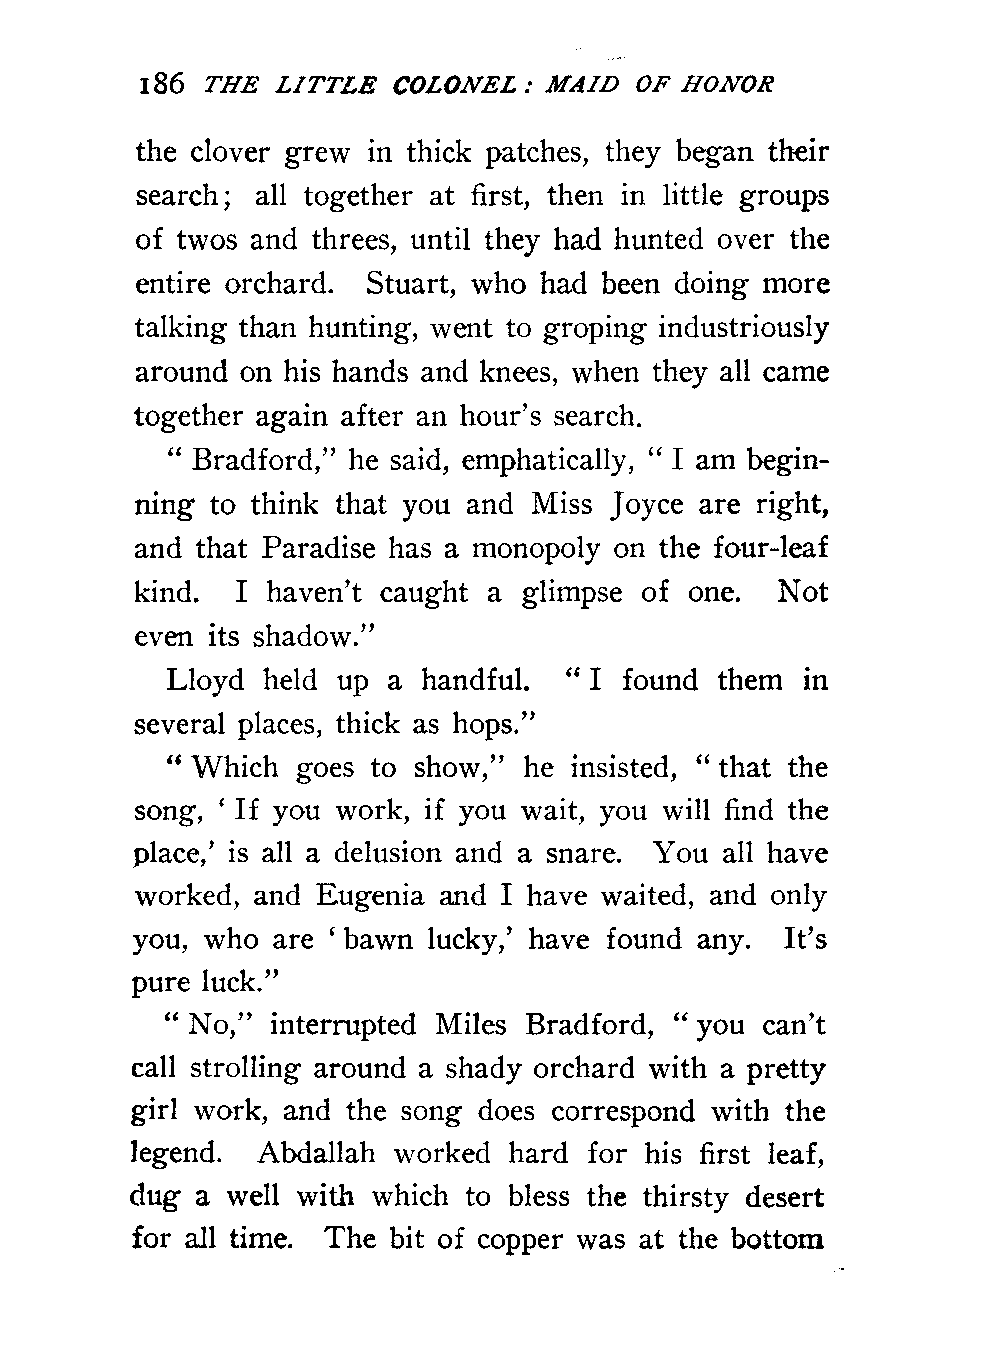 186 THE LITTLE COLONEL: MAID OF HONOR
the clover grew in thick patches, they began their
search; all together at first, then in little groups
of twos and threes, until they had hunted over the
entire orchard. Stuart, who had been doing more
talking than hunting, went to groping industriously
around on his hands and knees, when they all came
together again after an hour's search.
" Bradford," he said, emphatically, " I am begin-
ning to think that you and Miss Joyce are right,
and that Paradise has a monopoly on the four-leaf
kind. I haven't caught a glimpse of one. Not
even its shadow."
Lloyd held up a handful. " I found them in
several places, thick as hops."
" Which goes to show," he insisted, " that the
song, ' If you work, if you wait, you will find the
place,' is all a delusion and a snare. You all have
worked, and Eugenia and I have waited, and only
you, who are ' bawn lucky,' have found any. It's
pure luck."
" No," interrupted Miles Bradford, " you can't
call strolling around a shady orchard with a pretty
girl work, and the song does correspond with the
legend. Abdallah worked hard for his first leaf,
dug a well with which to bless the thirsty desert
for all time. The bit of copper was at the bottom